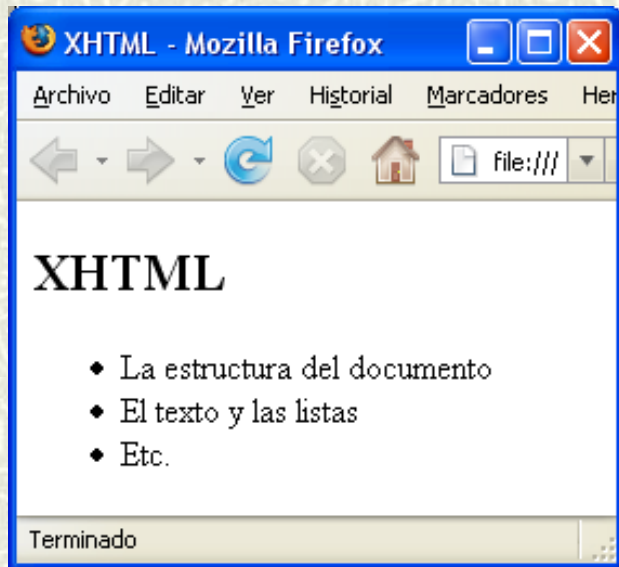 XHTML - Mozilla Firefox
Archivo Editar Ver Historial Marcadores Her
file:///
XHTML
• La estructura del documento
• El texto y las listas
• Etc.
Terminado